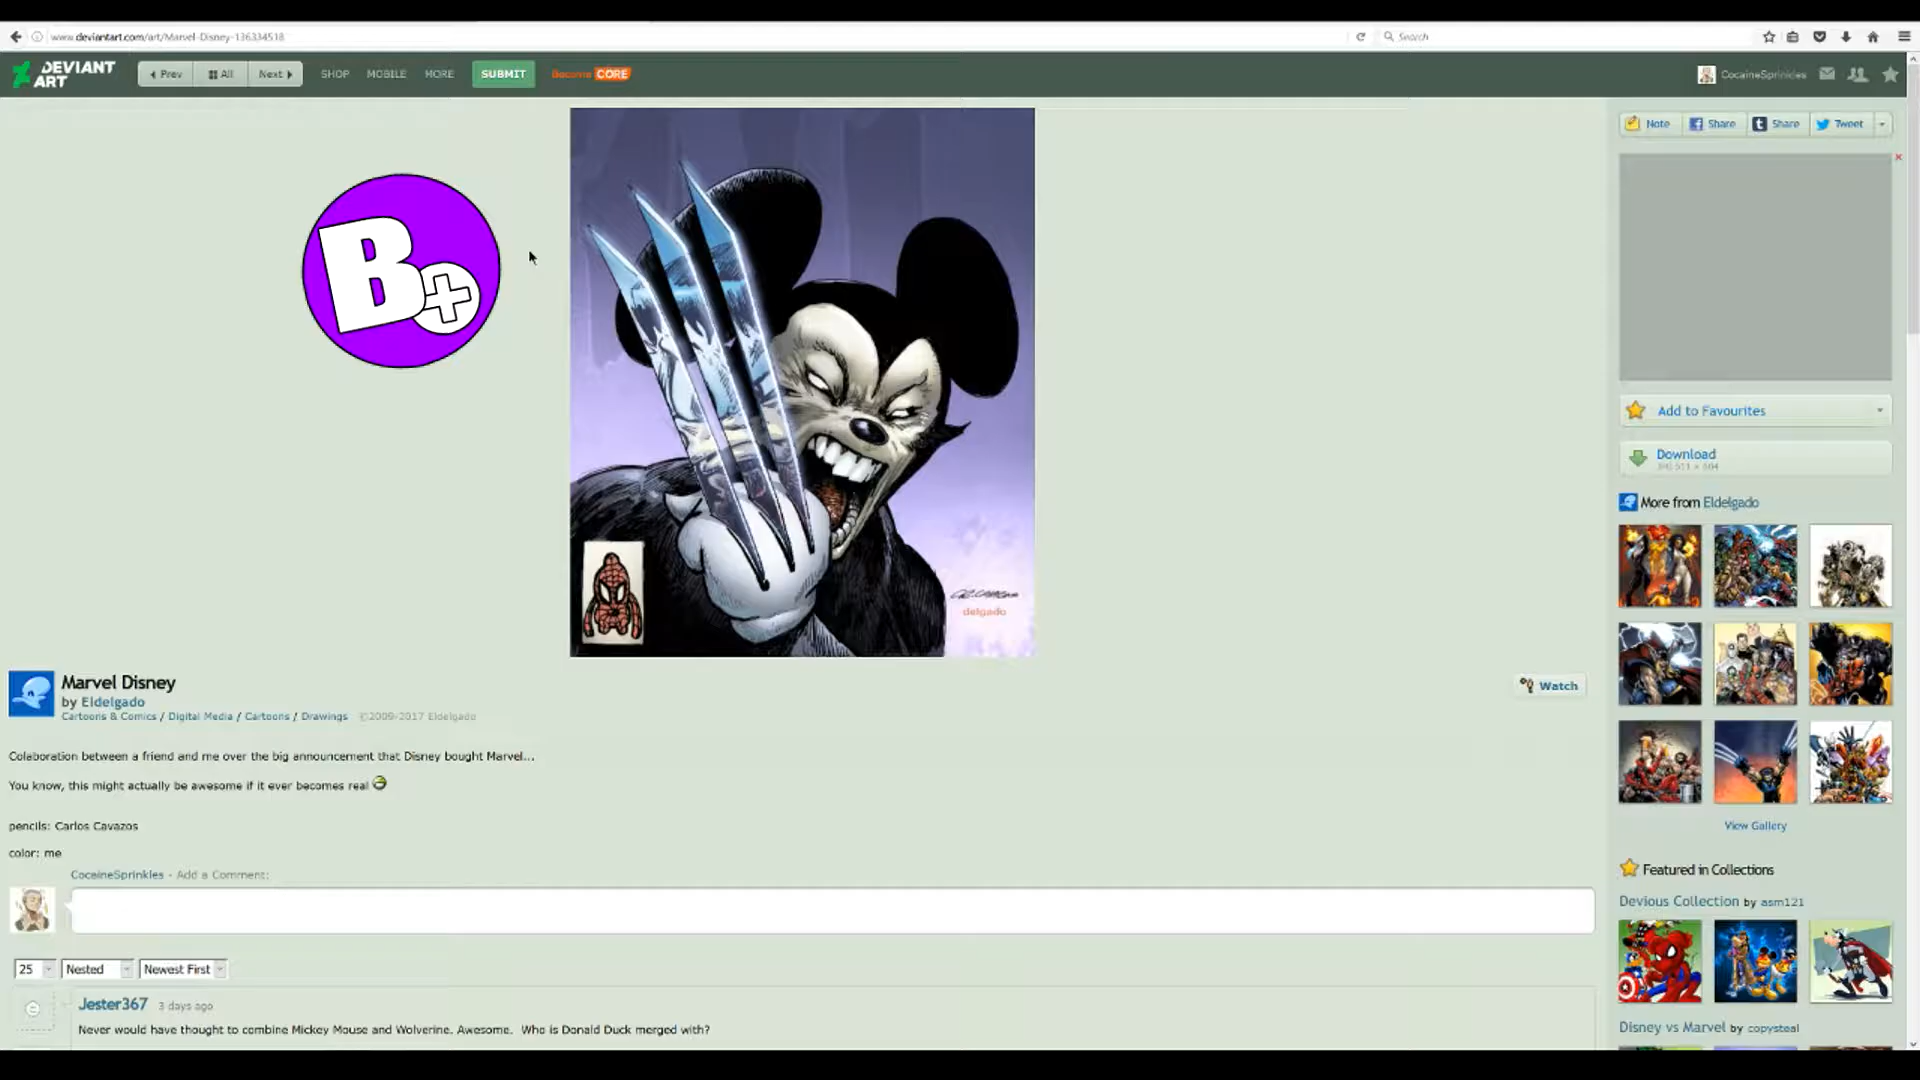 www.deviantart.com/art/Marvel-Disney-136334518
Search
DEVIANT ART
Prev
All
Next
SHOP
MOBILE
MORE
SUBMIT
Become CORE
CocaineSprinkles
Note
Share
Share
Tweet
B+
delgado
Add to Favourites
Download
More from Eldelgado
Marvel Disney
by Eldelgado
Cartoons & Comics / Digital Media / Cartoons / Drawings ©2009-2017 Eldelgado
Watch
Colaboration between a friend and me over the big announcement that Disney bought Marvel...
You know, this might actually be awesome if it ever becomes real
pencils: Carlos Cavazos
color: me
View Gallery
CocaineSprinkles - Add a Comment:
Featured in Collections
Devious Collection by asm121
25
Nested
Newest First
Jester367 3 days ago
Never would have thought to combine Mickey Mouse and Wolverine. Awesome. Who is Donald Duck merged with?
Disney vs Marvel by copysteal